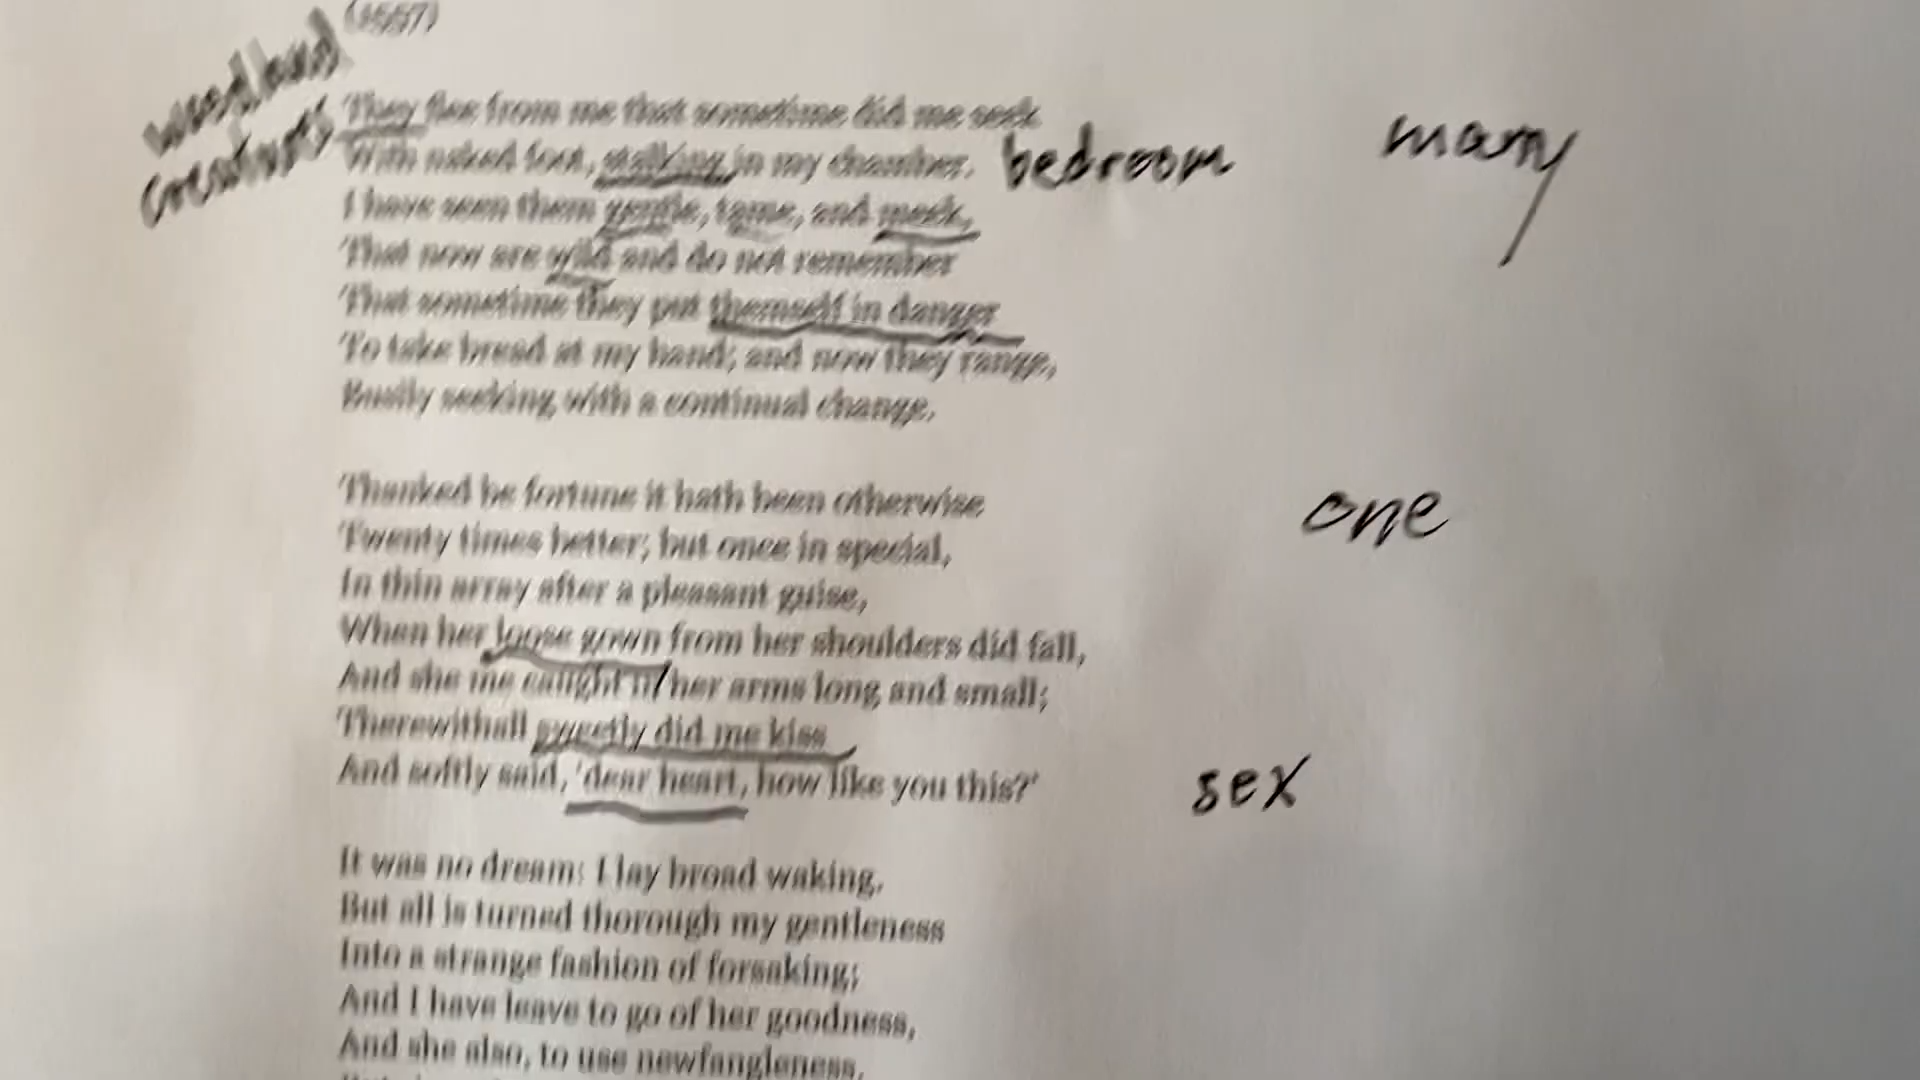 (1557)
woodland
creatures
They flee from me that sometime did me seek
With naked foot, stalking in my chamber. bedroom many
I have seen them gentle, tame, and meek,
That now are wild and do not remember
That sometime they put themself in danger
To take bread at my hand; and now they range,
Busily seeking with a continual change.
Thanked be fortune it hath been otherwise one
Twenty times better; but once in special,
In thin array after a pleasant guise,
When her loose gown from her shoulders did fall,
And she me caught in her arms long and small;
Therewithall sweetly did me kiss
And softly said, 'dear heart, how like you this?' sex
It was no dream: I lay broad waking.
But all is turned thorough my gentleness
Into a strange fashion of forsaking;
And I have leave to go of her goodness,
And she also, to use newfangleness.